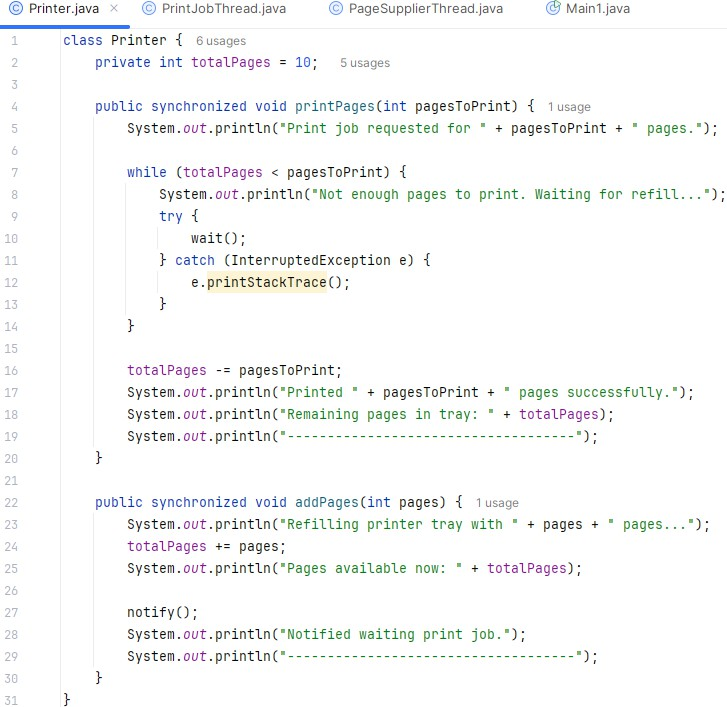 Printer.java × PrintJobThread.java PageSupplierThread.java Main1.java
1 class Printer { 6 usages
2 private int totalPages = 10; 5 usages
3
4 public synchronized void printPages(int pagesToPrint) { 1 usage
5 System.out.println("Print job requested for " + pagesToPrint + " pages.");
6
7 while (totalPages < pagesToPrint) {
8 System.out.println("Not enough pages to print. Waiting for refill...");
9 try {
10 wait();
11 } catch (InterruptedException e) {
12 e.printStackTrace();
13 }
14 }
15
16 totalPages -= pagesToPrint;
17 System.out.println("Printed " + pagesToPrint + " pages successfully.");
18 System.out.println("Remaining pages in tray: " + totalPages);
19 System.out.println("------------------------------------");
20 }
21
22 public synchronized void addPages(int pages) { 1 usage
23 System.out.println("Refilling printer tray with " + pages + " pages...");
24 totalPages += pages;
25 System.out.println("Pages available now: " + totalPages);
26
27 notify();
28 System.out.println("Notified waiting print job.");
29 System.out.println("------------------------------------");
30 }
31 }